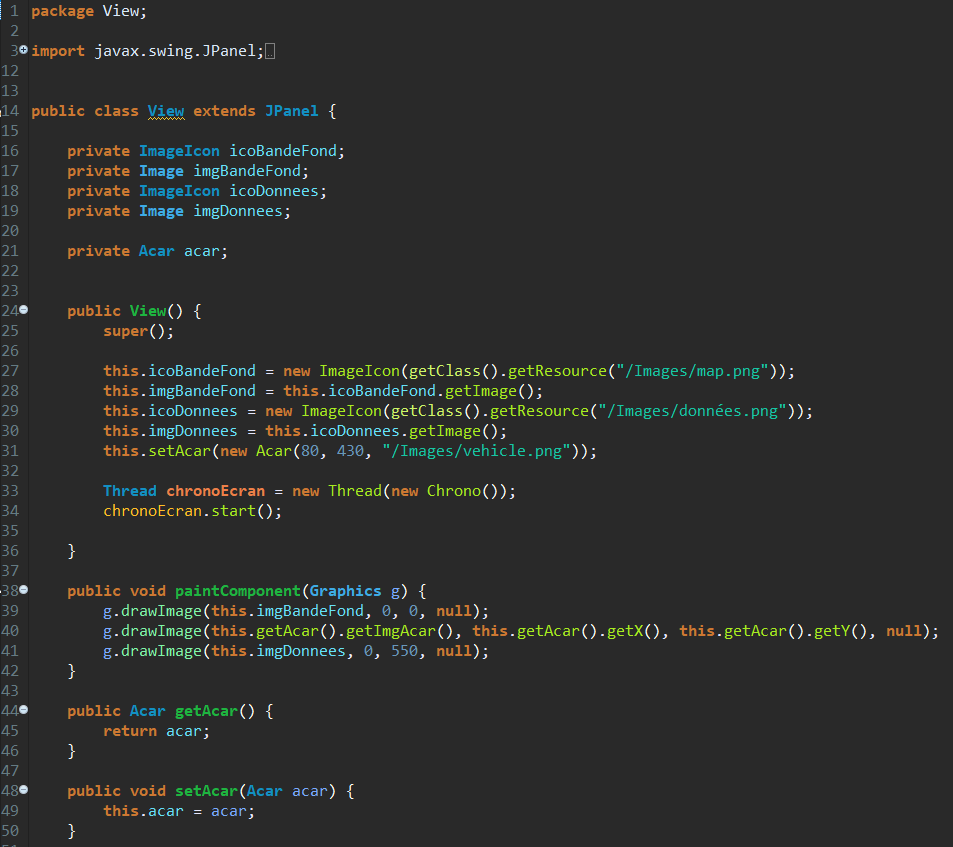 1 package View;
2
3 import javax.swing.JPanel;
12
13
14 public class View extends JPanel {
15
16 private ImageIcon icoBandeFond;
17 private Image imgBandeFond;
18 private ImageIcon icoDonnees;
19 private Image imgDonnees;
20
21 private Acar acar;
22
23
24 public View() {
25 super();
26
27 this.icoBandeFond = new ImageIcon(getClass().getResource("/Images/map.png"));
28 this.imgBandeFond = this.icoBandeFond.getImage();
29 this.icoDonnees = new ImageIcon(getClass().getResource("/Images/données.png"));
30 this.imgDonnees = this.icoDonnees.getImage();
31 this.setAcar(new Acar(80, 430, "/Images/vehicle.png"));
32
33 Thread chronoEcran = new Thread(new Chrono());
34 chronoEcran.start();
35
36 }
37
38 public void paintComponent(Graphics g) {
39 g.drawImage(this.imgBandeFond, 0, 0, null);
40 g.drawImage(this.getAcar().getImgAcar(), this.getAcar().getX(), this.getAcar().getY(), null);
41 g.drawImage(this.imgDonnees, 0, 550, null);
42 }
43
44 public Acar getAcar() {
45 return acar;
46 }
47
48 public void setAcar(Acar acar) {
49 this.acar = acar;
50 }